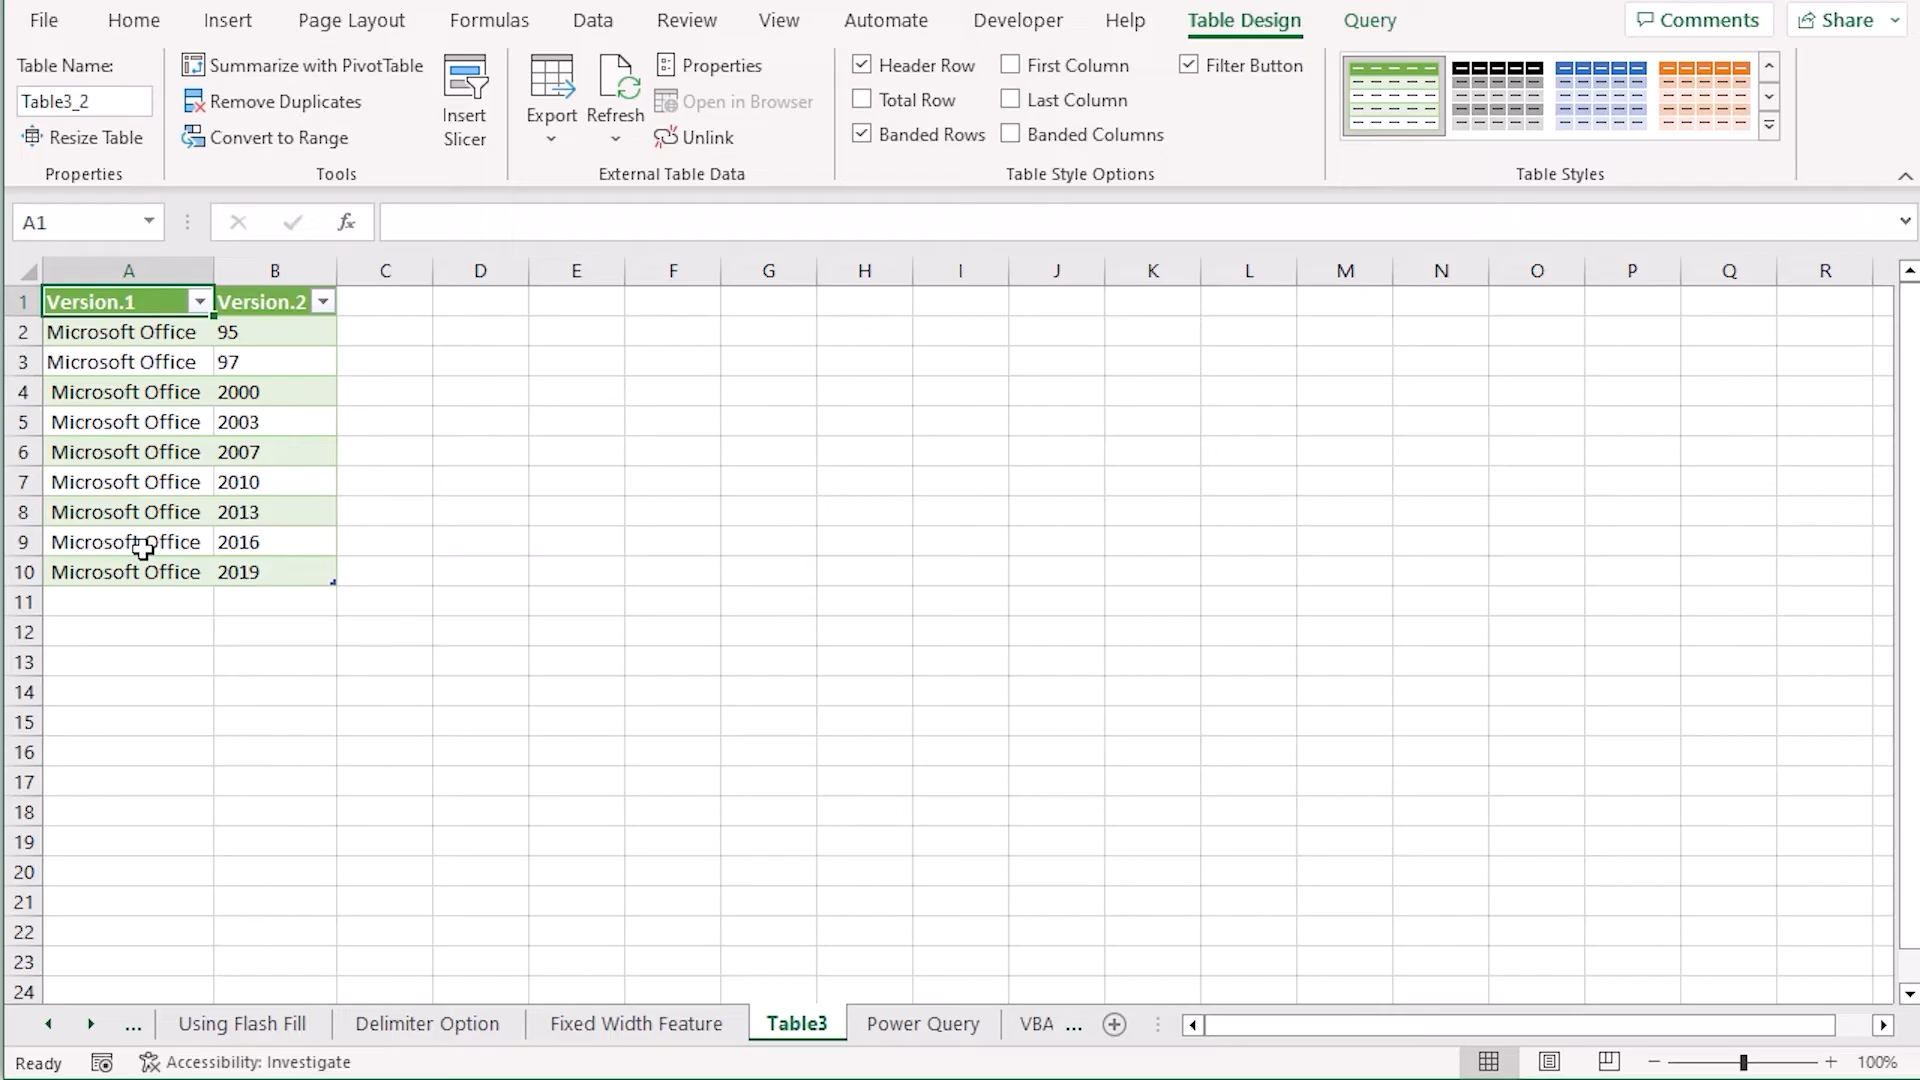 File Home Insert Page Layout Formulas Data Review View Automate Developer Help Table Design Query Comments Share
Table Name:
Table3_2
Resize Table
Properties
Summarize with PivotTable
Remove Duplicates
Convert to Range
Tools
Insert
Slicer
Export
Refresh
Properties
Open in Browser
Unlink
External Table Data
Header Row
Total Row
Banded Rows
First Column
Last Column
Banded Columns
Filter Button
Table Style Options
Table Styles
A1
fx
A B C D E F G H I J K L M N O P Q R
1 Version.1 Version.2
2 Microsoft Office 95
3 Microsoft Office 97
4 Microsoft Office 2000
5 Microsoft Office 2003
6 Microsoft Office 2007
7 Microsoft Office 2010
8 Microsoft Office 2013
9 Microsoft Office 2016
10 Microsoft Office 2019
11
12
13
14
15
16
17
18
19
20
21
22
23
24
... Using Flash Fill Delimiter Option Fixed Width Feature Table3 Power Query VBA ...
Ready Accessibility: Investigate 100%